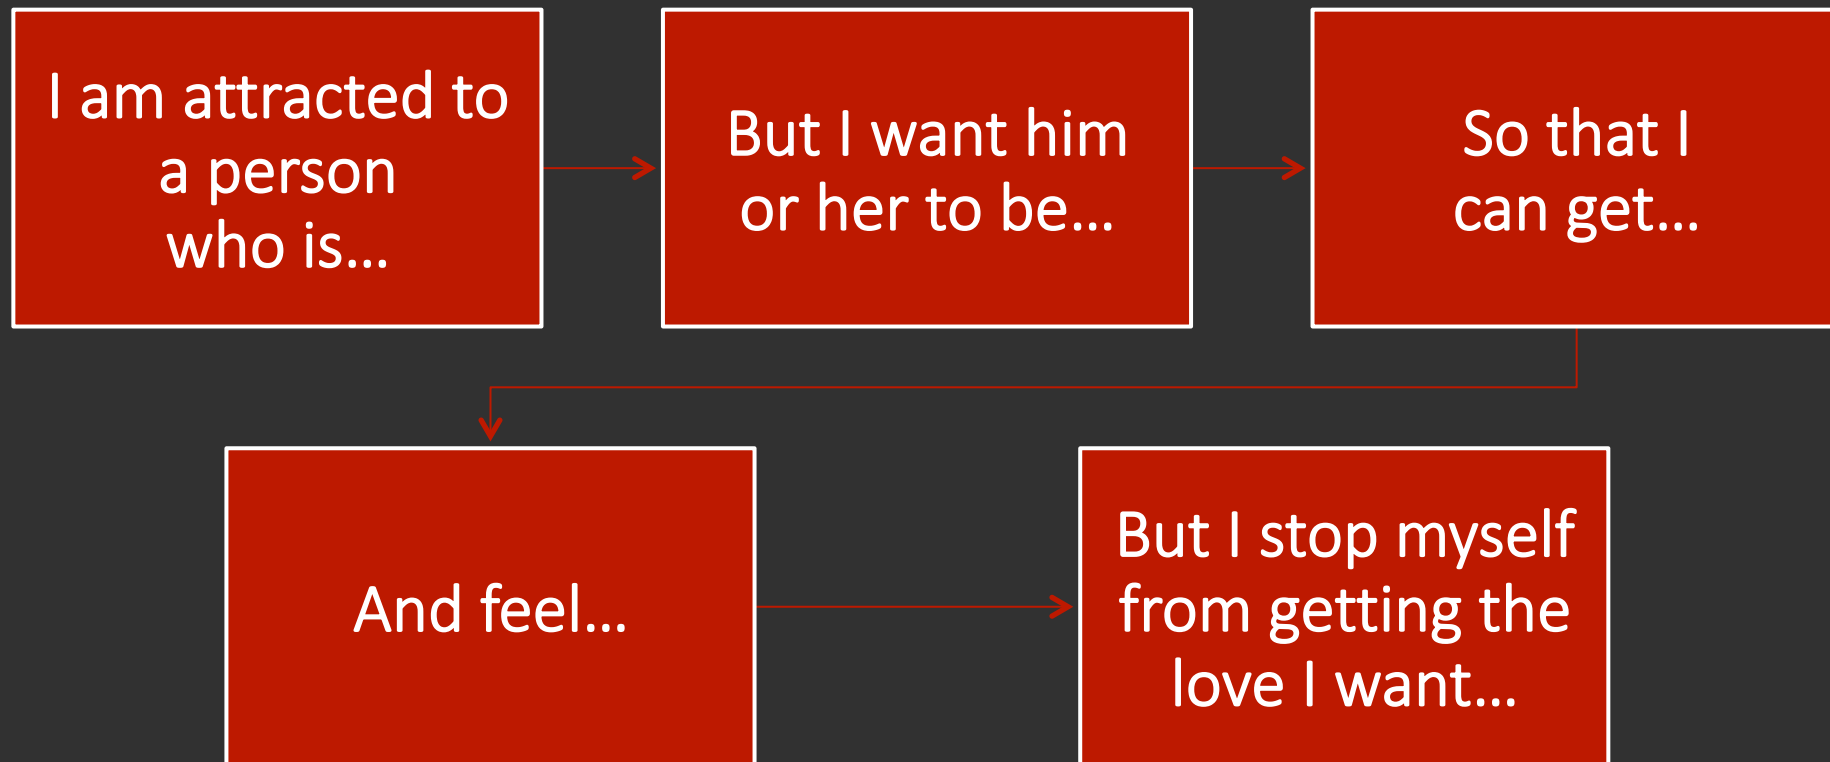 I am attracted to
a person
who is…
But I want him
or her to be…
So that I
can get…
And feel…
But I stop myself
from getting the
love I want…